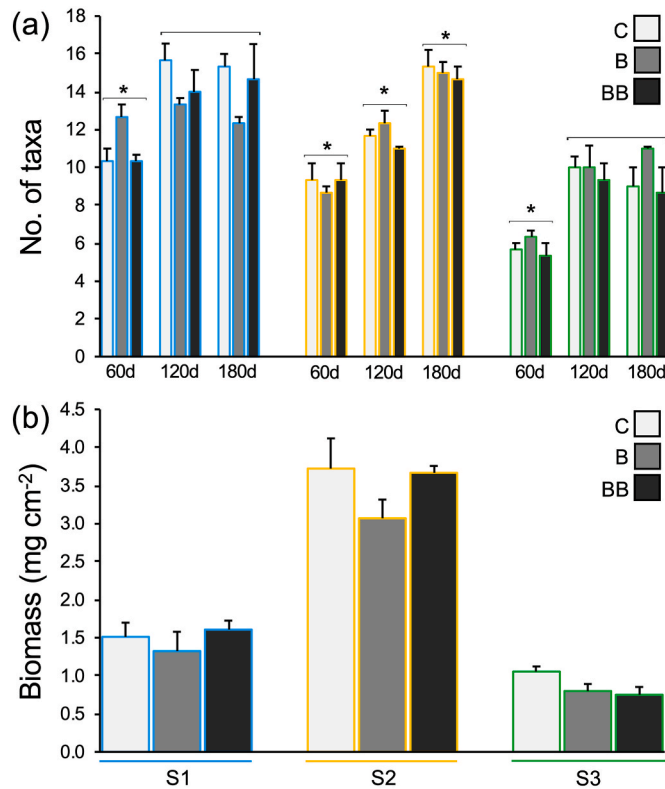 (a)
18
16
14
12
10
8
6
4
2
0
No. of taxa
*
*
*
*
*
C
B
BB
60d 120d 180d 60d 120d 180d 60d 120d 180d
(b)
4.5
4.0
3.5
3.0
2.5
2.0
1.5
1.0
0.5
0.0
Biomass (mg cm-2)
C
B
BB
S1 S2 S3